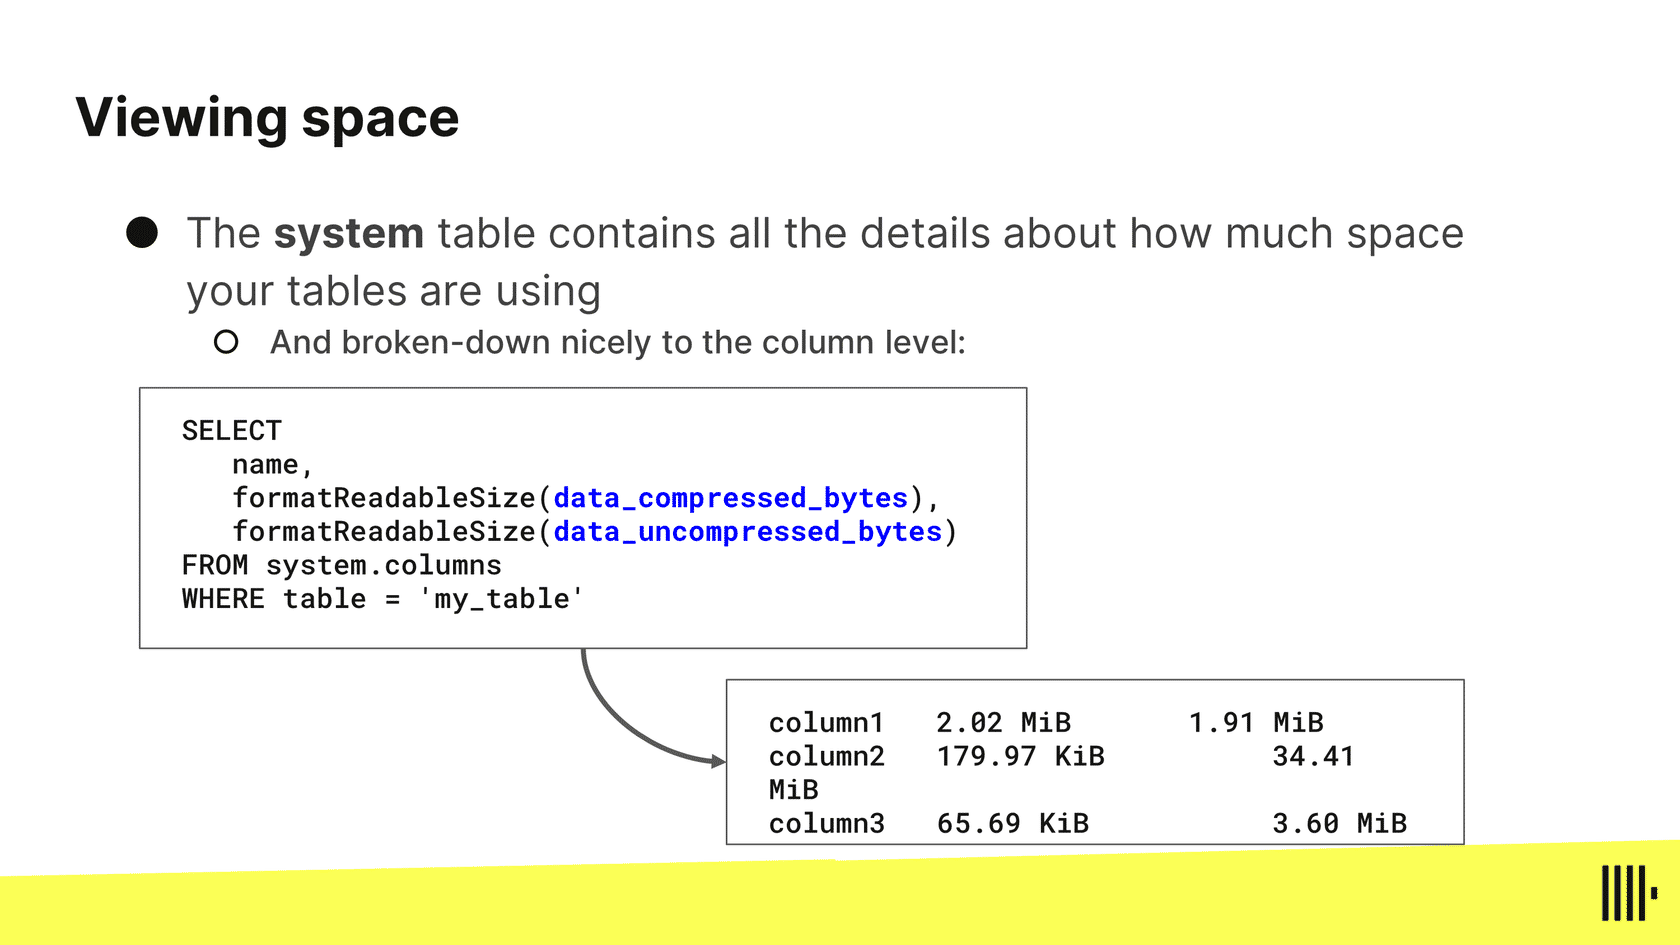 Viewing space
● The system table contains all the details about how much space
your tables are using
○ And broken-down nicely to the column level:
SELECT
   name,
   formatReadableSize(data_compressed_bytes),
   formatReadableSize(data_uncompressed_bytes)
FROM system.columns
WHERE table = 'my_table'
column1   2.02 MiB       1.91 MiB
column2   179.97 KiB          34.41
MiB
column3   65.69 KiB           3.60 MiB